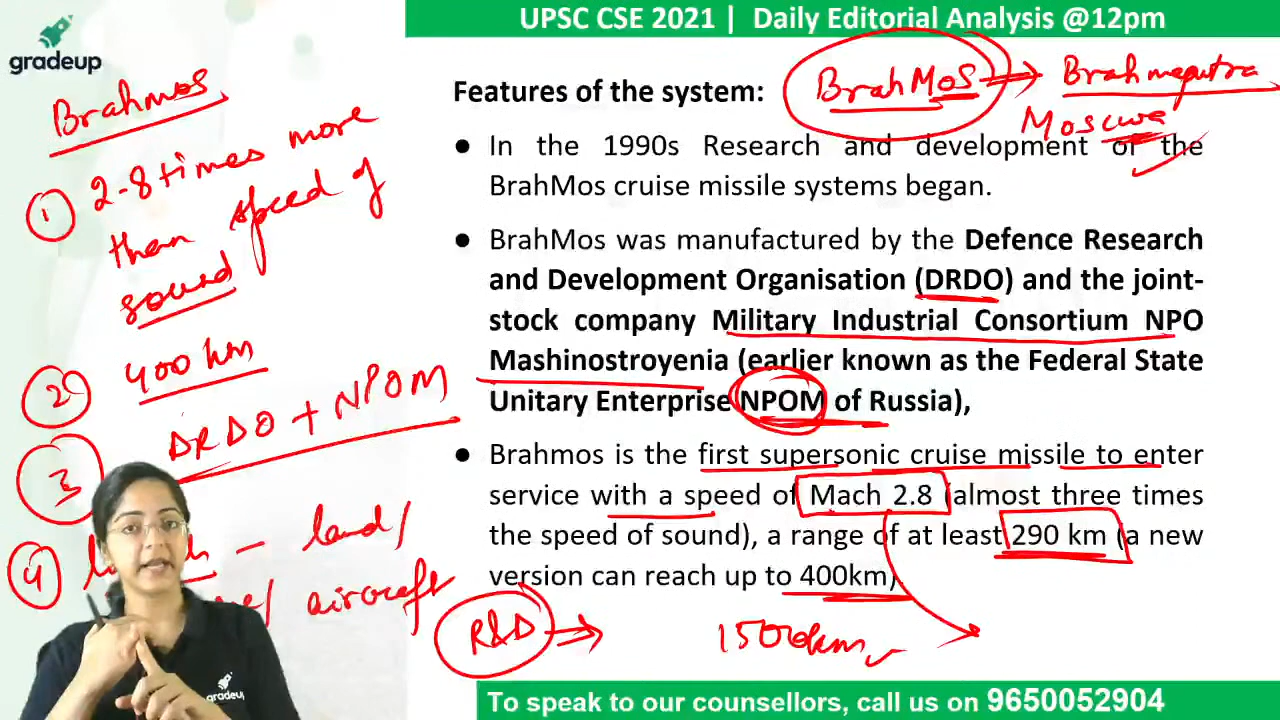 UPSC CSE 2021 | Daily Editorial Analysis @12pm
gradeup
Brahmos
① 2-8 times more
than speed of
sound
② 400 km
③ DRDO + NPOM
④ - land/
/ aircraft
Features of the system:
BrahMos → Brahmaputra
● In the 1990s Research and development of the
BrahMos cruise missile systems began.
● BrahMos was manufactured by the Defence Research
and Development Organisation (DRDO) and the joint-
stock company Military Industrial Consortium NPO
Mashinostroyenia (earlier known as the Federal State
Unitary Enterprise NPOM of Russia),
● Brahmos is the first supersonic cruise missile to enter
service with a speed of Mach 2.8 (almost three times
the speed of sound), a range of at least 290 km (a new
version can reach up to 400km)
R&D → 1500km
gradeup
To speak to our counsellors, call us on 9650052904